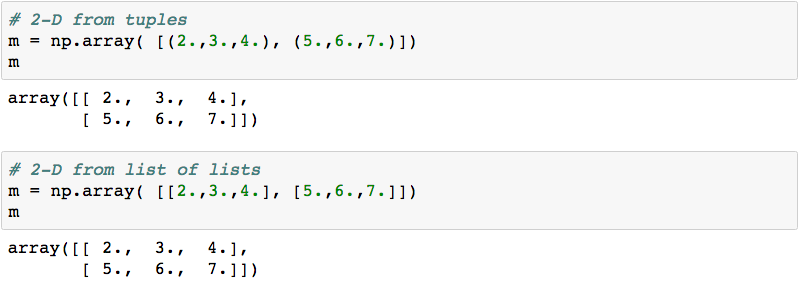 # 2-D from tuples
m = np.array( [(2.,3.,4.), (5.,6.,7.)])
m
array([[ 2.,  3.,  4.],
       [ 5.,  6.,  7.]])
# 2-D from list of lists
m = np.array( [[2.,3.,4.], [5.,6.,7.]])
m
array([[ 2.,  3.,  4.],
       [ 5.,  6.,  7.]])